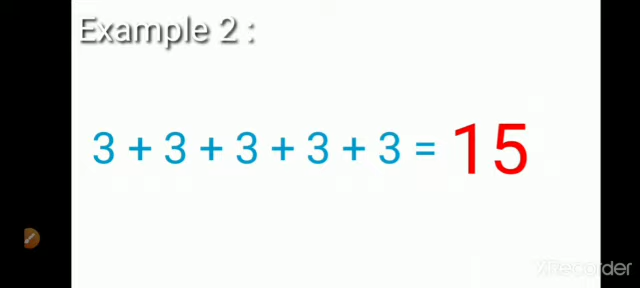 Example 2 :
3 + 3 + 3 + 3 + 3 = 15
XRecorder